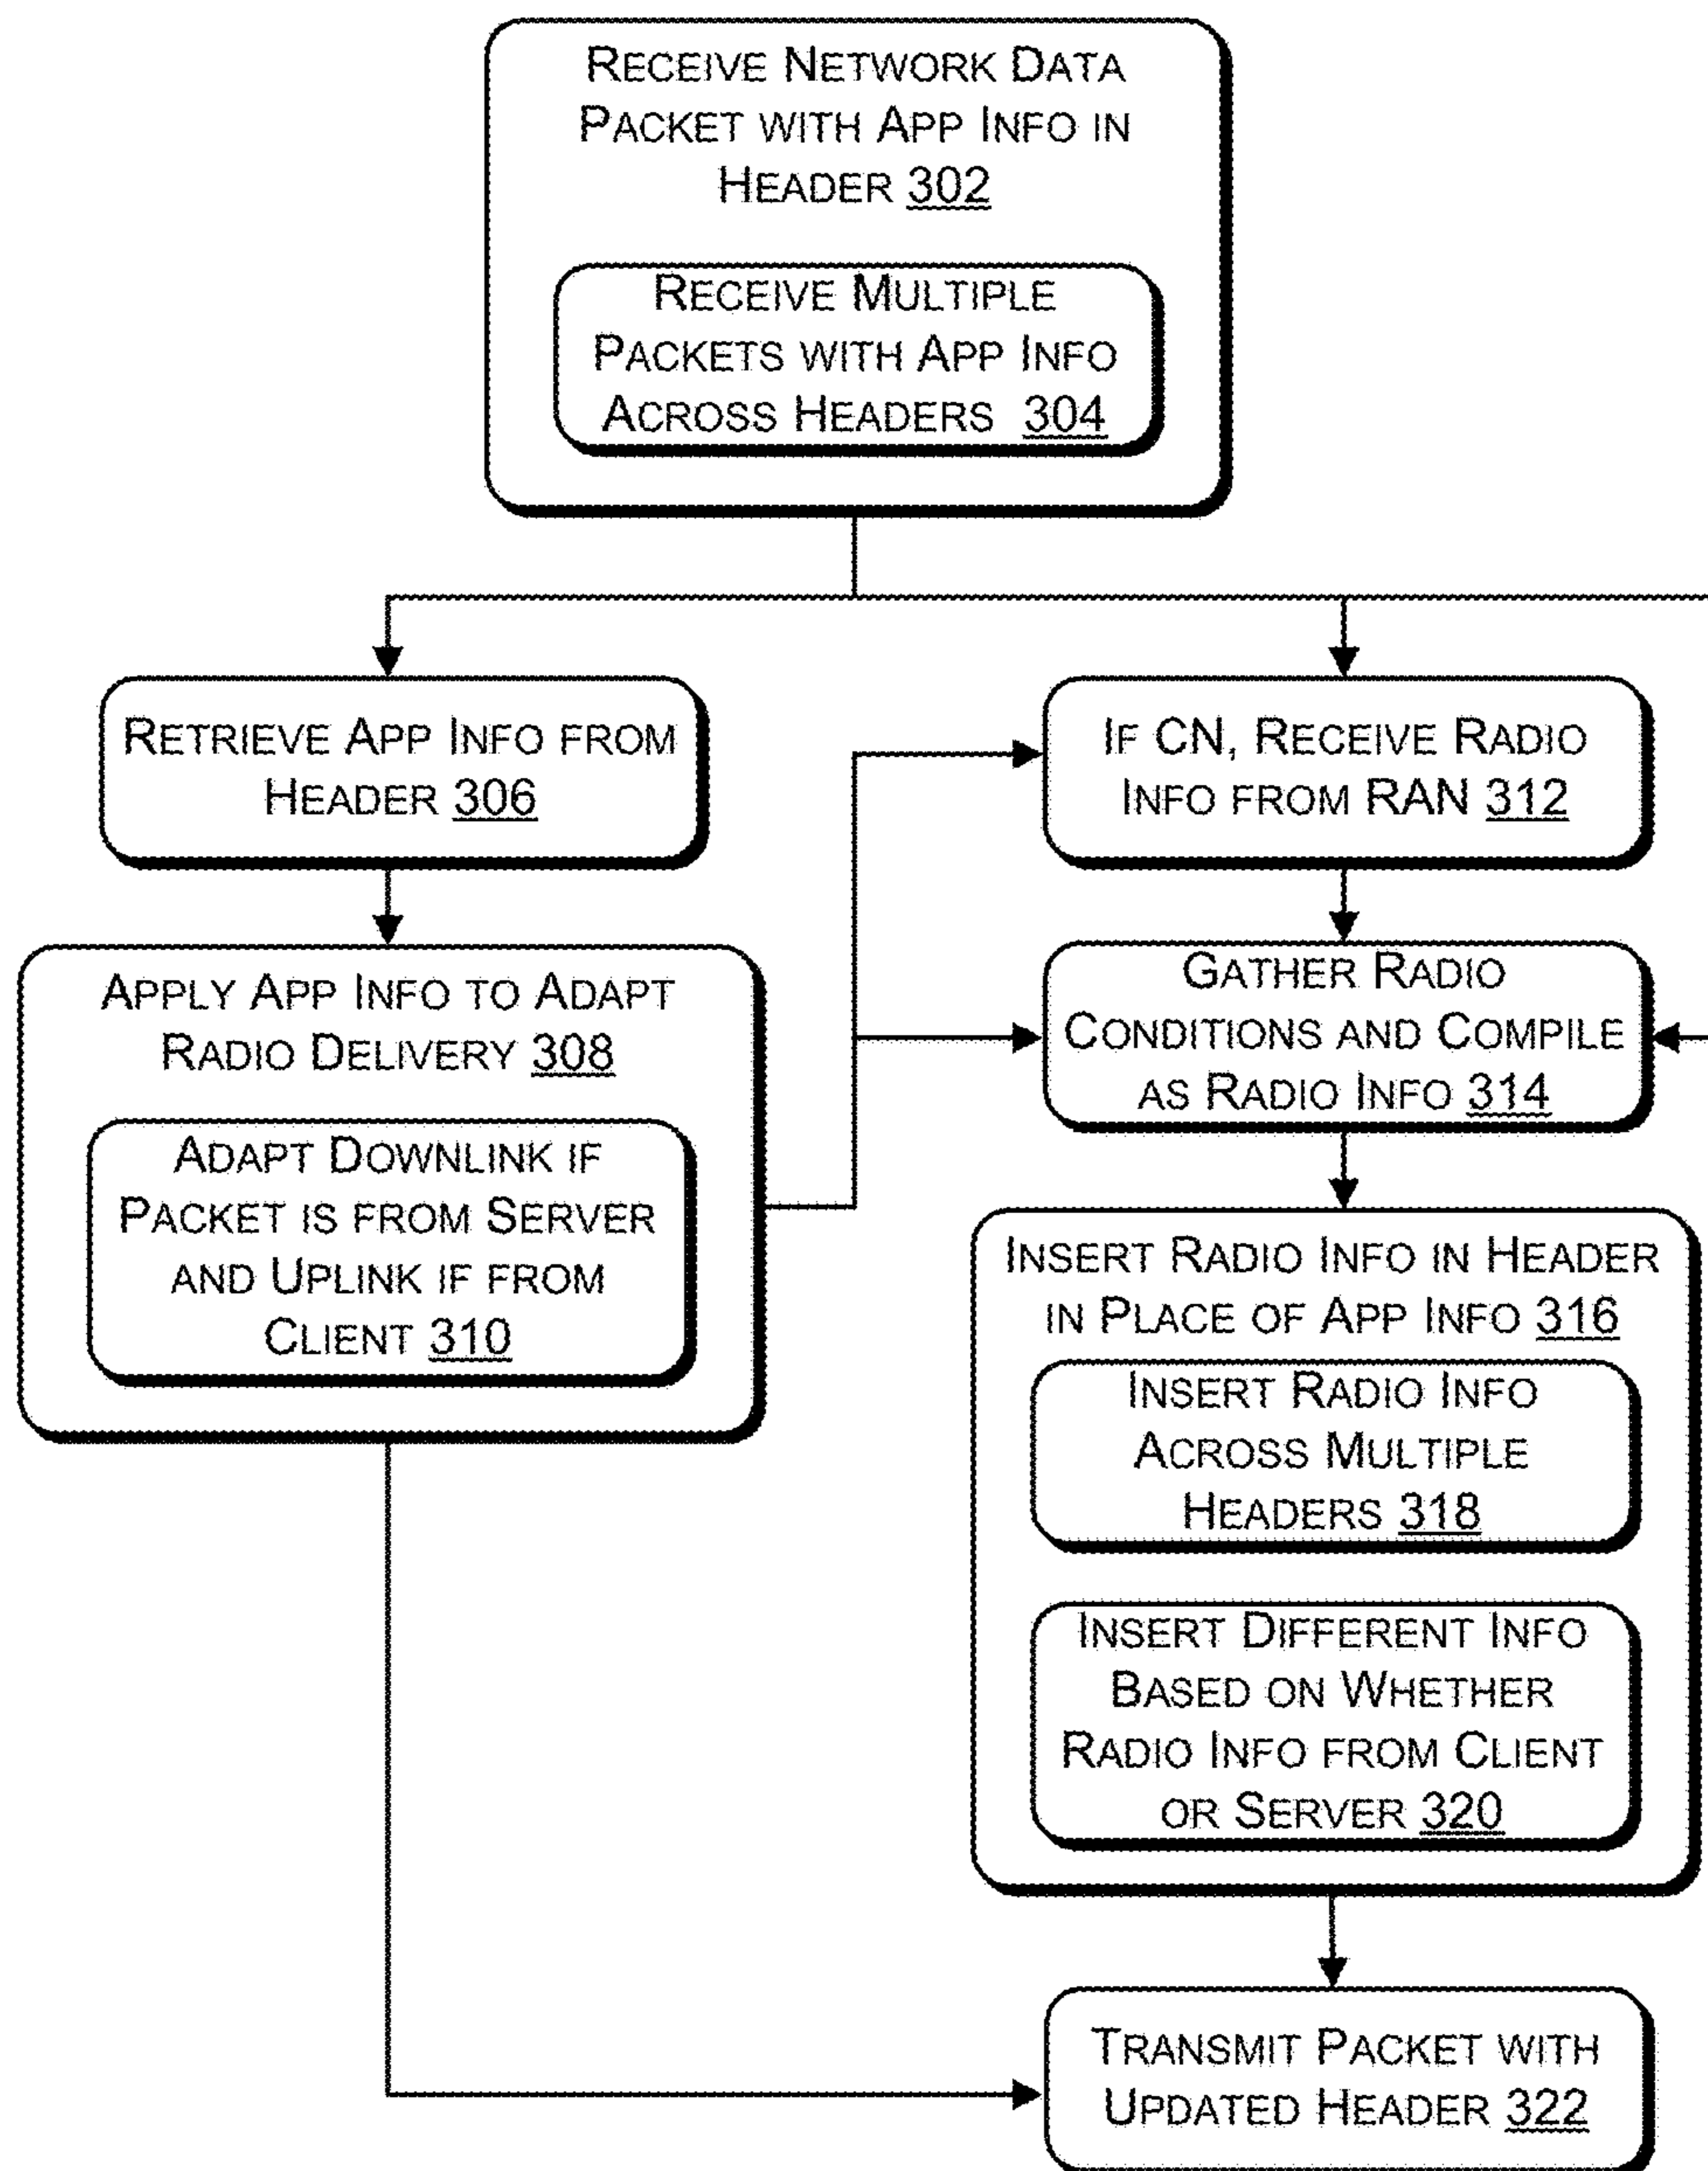 RECEIVE NETWORK DATA
PACKET WITH APP INFO IN
HEADER 302
RECEIVE MULTIPLE
PACKETS WITH APP INFO
ACROSS HEADERS 304
RETRIEVE APP INFO FROM
HEADER 306
APPLY APP INFO TO ADAPT
RADIO DELIVERY 308
ADAPT DOWNLINK IF
PACKET IS FROM SERVER
AND UPLINK IF FROM
CLIENT 310
IF CN, RECEIVE RADIO
INFO FROM RAN 312
GATHER RADIO
CONDITIONS AND COMPILE
AS RADIO INFO 314
INSERT RADIO INFO IN HEADER
IN PLACE OF APP INFO 316
INSERT RADIO INFO
ACROSS MULTIPLE
HEADERS 318
INSERT DIFFERENT INFO
BASED ON WHETHER
RADIO INFO FROM CLIENT
OR SERVER 320
TRANSMIT PACKET WITH
UPDATED HEADER 322